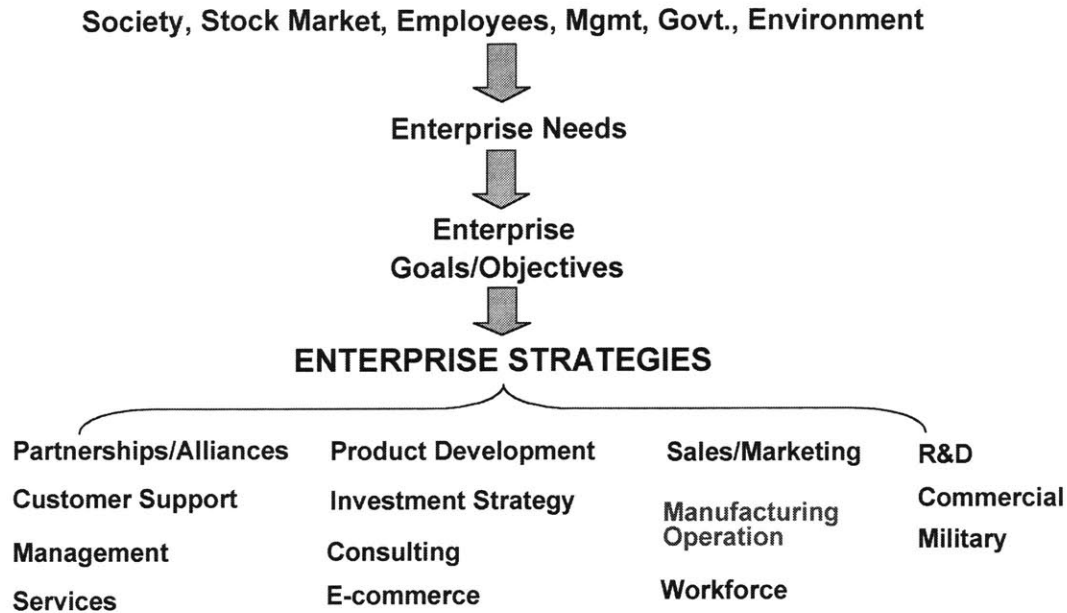 Society, Stock Market, Employees, Mgmt, Govt., Environment
Enterprise Needs
Enterprise
Goals/Objectives
ENTERPRISE STRATEGIES
Partnerships/Alliances
Customer Support
Management
Services
Product Development
Investment Strategy
Consulting
E-commerce
Sales/Marketing
Manufacturing
Operation
Workforce
R&D
Commercial
Military